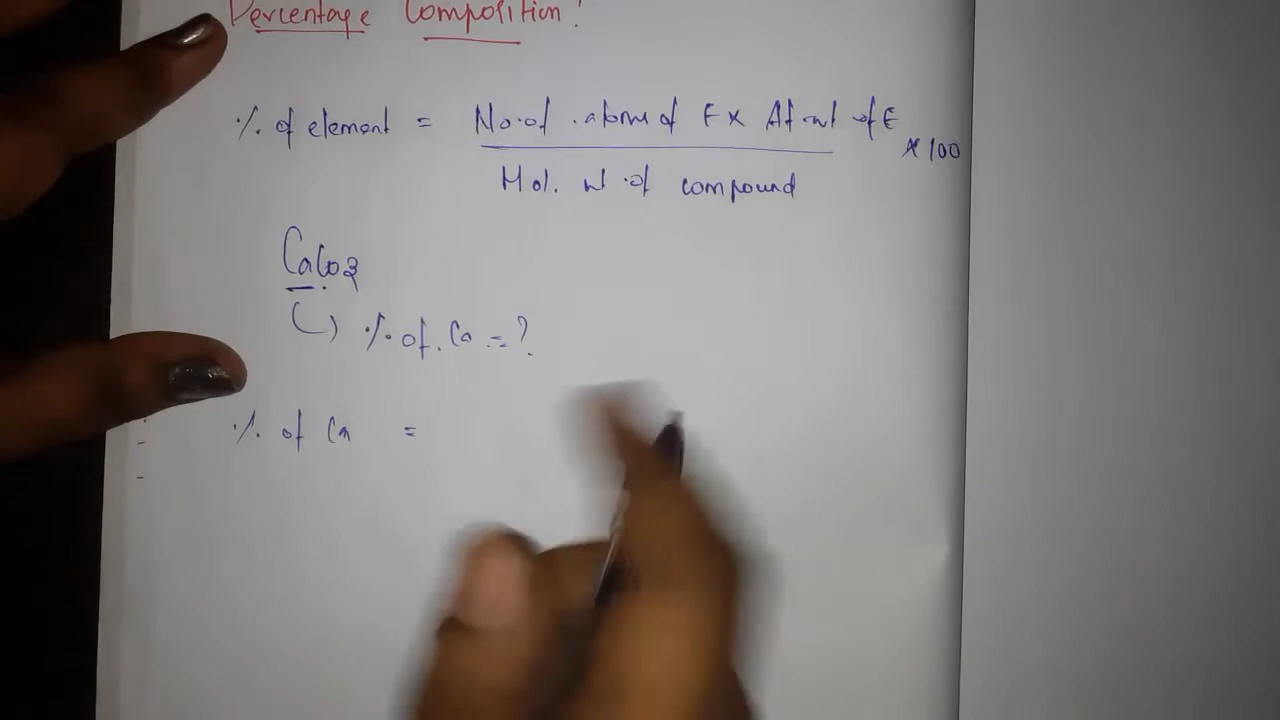 Percentage Composition:
% of element = No.of .atoms of E x At wt of E x 100
Mol. wt of compound
CaCo3
% of. Ca = ?
% of Ca =